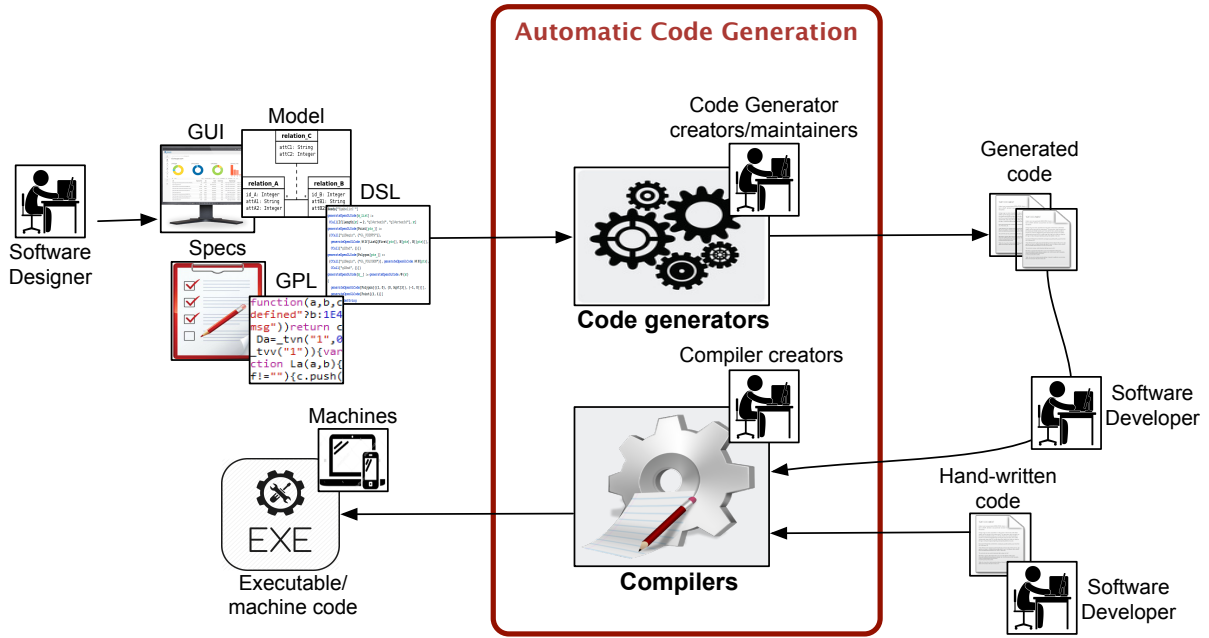 Automatic Code Generation
Code Generator
creators/maintainers
Model
GUI
relation_C
attC1: String
attC2: Integer
relation_A
id_A: Integer
attA1: String
attA2: Integer
relation_B
id_B: Integer
attB1: String
DSL
Generated
code
Software
Designer
Specs
GPL
function(a,b,c
defined"?b:1E4
msg"))return c
Da=_tvn("1",0
_tvv("1")){var
ction La(a,b){
f!=""){c.push(
Code generators
Compiler creators
Software
Developer
Machines
EXE
Executable/
machine code
Compilers
Hand-written
code
Software
Developer